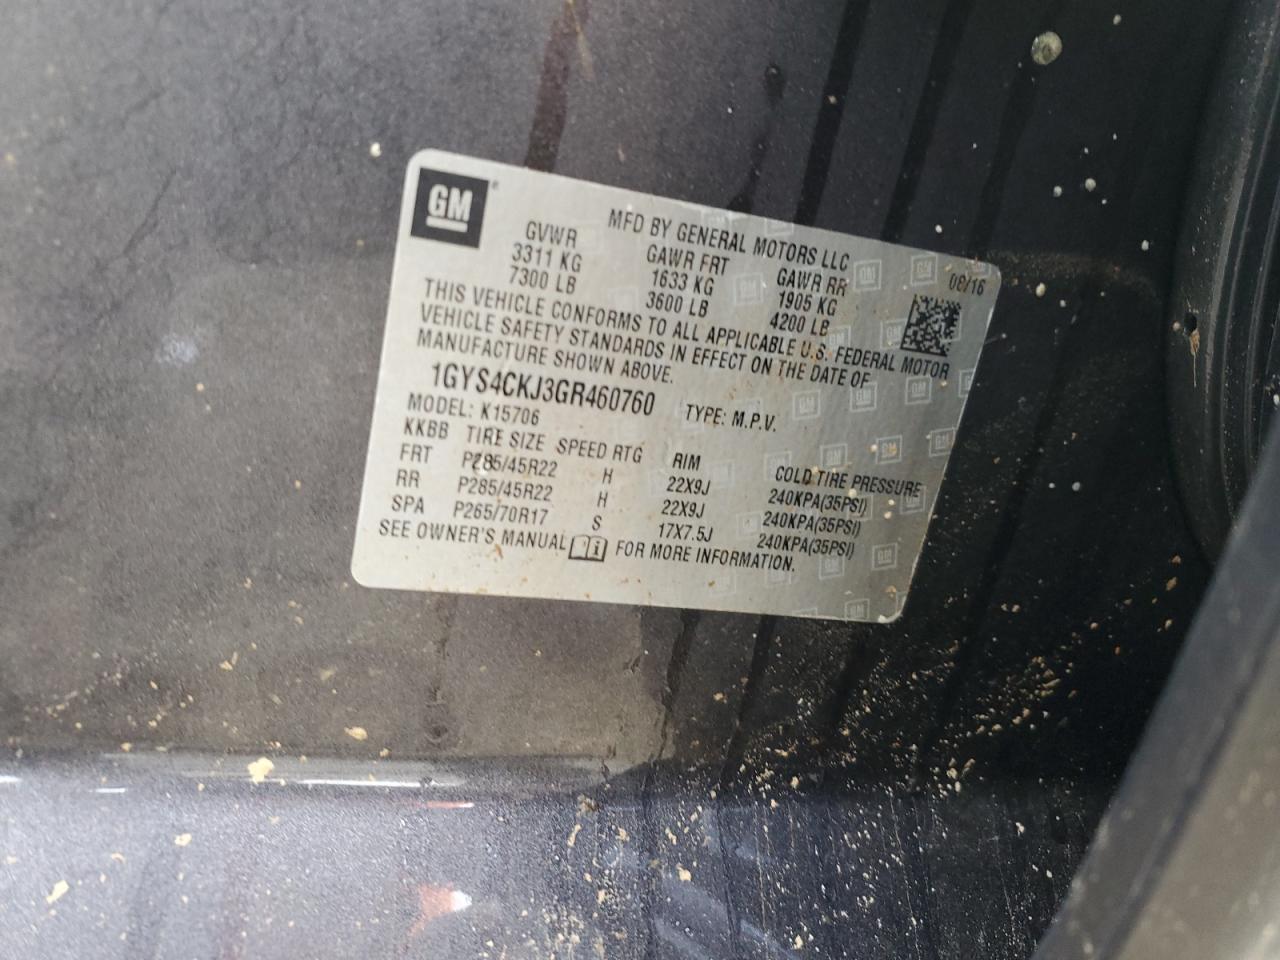 GM®
MFD BY GENERAL MOTORS LLC
GVWR GAWR FRT GAWR RR 08/16
3311 KG 1633 KG 1905 KG
7300 LB 3600 LB 4200 LB
THIS VEHICLE CONFORMS TO ALL APPLICABLE U.S. FEDERAL MOTOR
VEHICLE SAFETY STANDARDS IN EFFECT ON THE DATE OF
MANUFACTURE SHOWN ABOVE.
1GYS4CKJ3GR460760 TYPE: M.P.V.
MODEL: K15706
KKBB TIRE SIZE SPEED RTG RIM COLD TIRE PRESSURE
FRT P285/45R22 H 22X9J 240KPA(35PSI)
RR P285/45R22 H 22X9J 240KPA(35PSI)
SPA P265/70R17 S 17X7.5J 240KPA(35PSI)
SEE OWNER'S MANUAL FOR MORE INFORMATION.